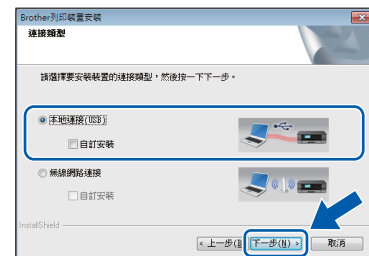 Brother列印裝置安裝
連接類型
請選擇要安裝裝置的連接類型，然後按一下下一步。
本地連接(USB)
自訂安裝
無線網路連接
自訂安裝
InstallShield
< 上一步(B 下一步(N) > 取消